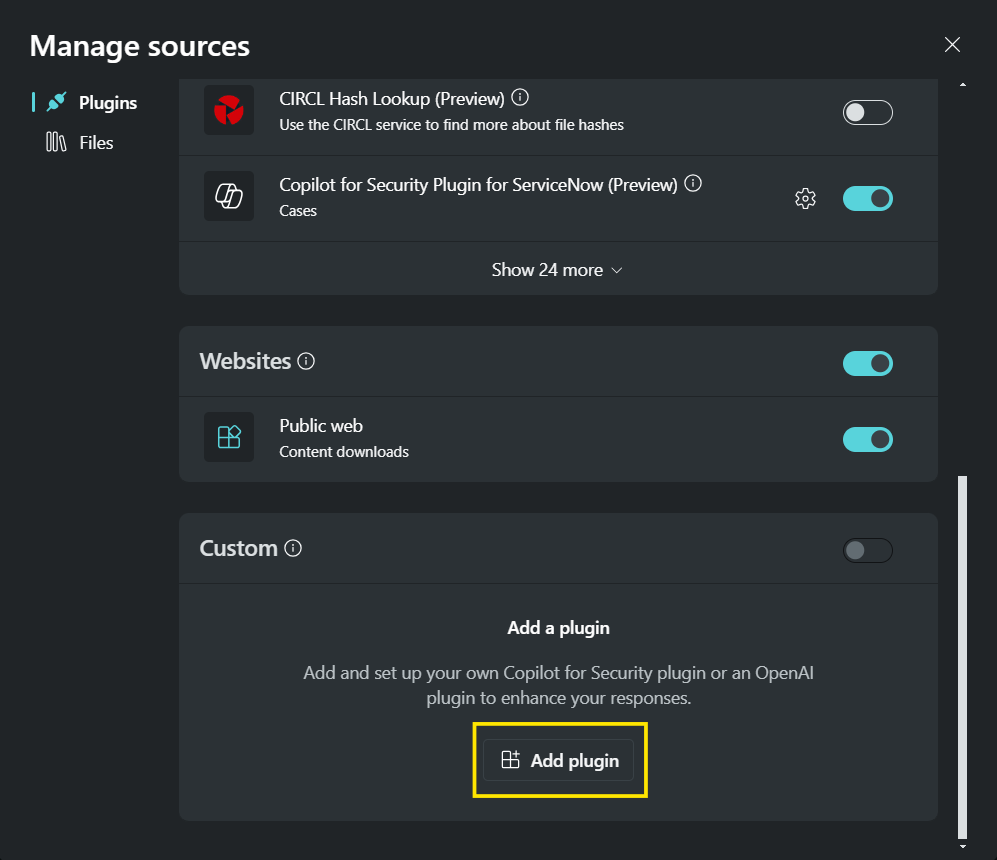 Manage sources
Plugins
Files
CIRCL Hash Lookup (Preview)
Use the CIRCL service to find more about file hashes
Copilot for Security Plugin for ServiceNow (Preview)
Cases
Show 24 more
Websites
Public web
Content downloads
Custom
Add a plugin
Add and set up your own Copilot for Security plugin or an OpenAI
plugin to enhance your responses.
Add plugin